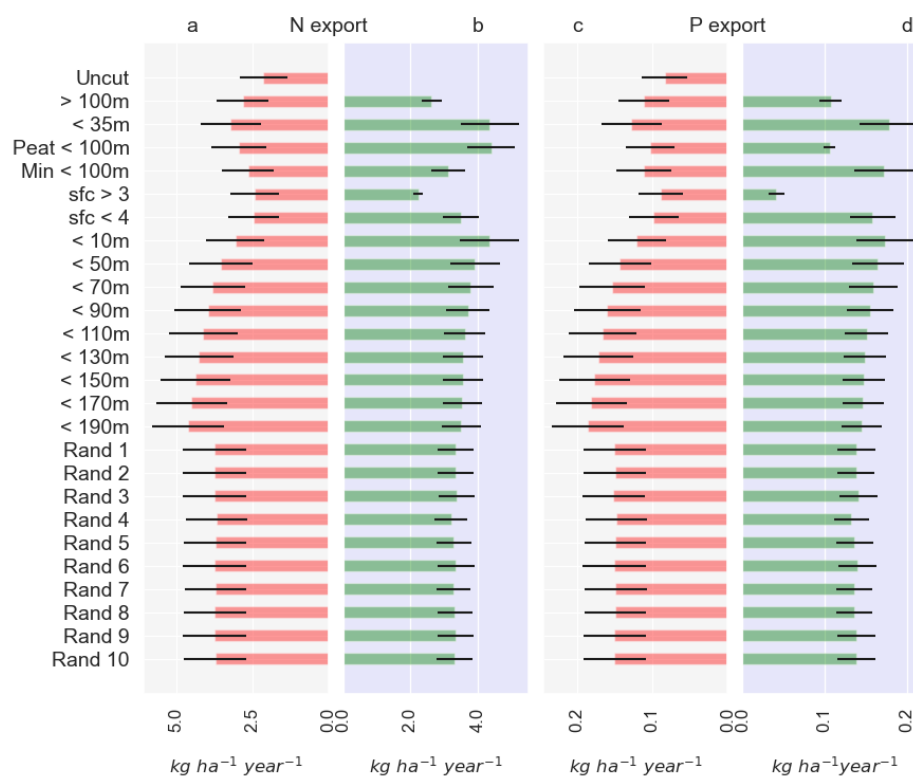 a N export b c P export d
Uncut
> 100m
< 35m
Peat < 100m
Min < 100m
sfc > 3
sfc < 4
< 10m
< 50m
< 70m
< 90m
< 110m
< 130m
< 150m
< 170m
< 190m
Rand 1
Rand 2
Rand 3
Rand 4
Rand 5
Rand 6
Rand 7
Rand 8
Rand 9
Rand 10
5.0 2.5 0.0 0.0 2.0 4.0 0.2 0.1 0.0 0.0 0.1 0.2
kg ha⁻¹ year⁻¹ kg ha⁻¹ year⁻¹ kg ha⁻¹ year⁻¹ kg ha⁻¹ year⁻¹